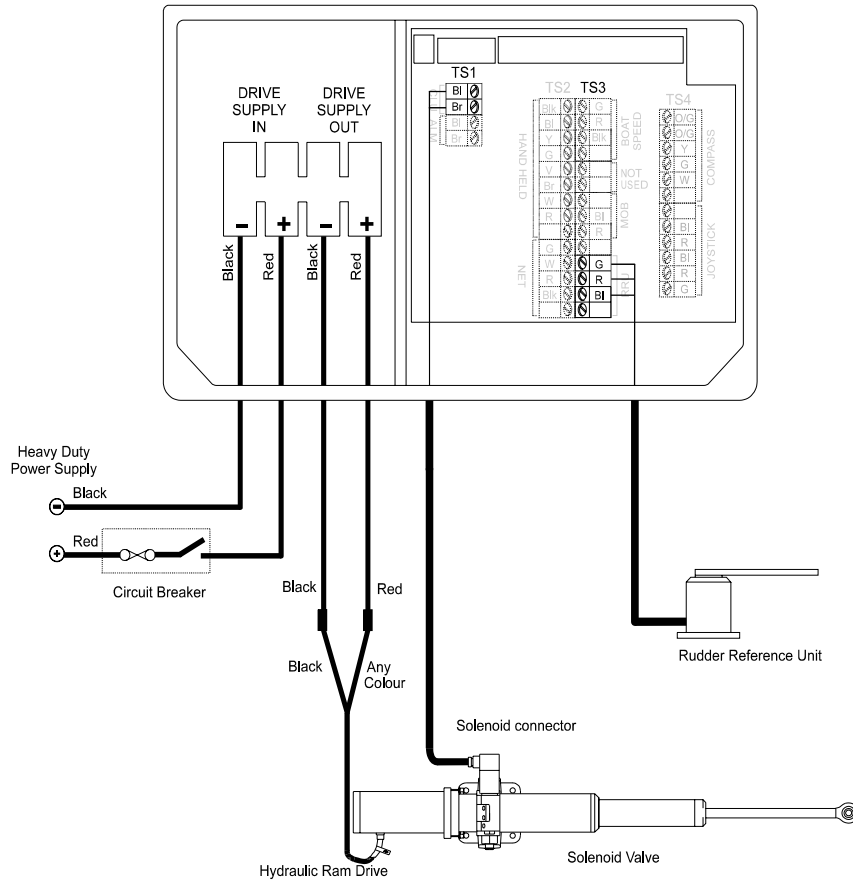 DRIVE
SUPPLY
IN
DRIVE
SUPPLY
OUT
TS1
Bl
Br
Bl
Br
ALM
TS2
TS3
Blk
Bl
Y
G
V
Br
W
R
G
W
R
Blk
HAND HELD
NET
G
R
Blk
Bl
R
G
R
Bl
BOAT
SPEED
NOT
USED
MOB
RRU
TS4
O/G
O/G
Y
G
W
Bl
R
Bl
R
G
COMPASS
JOYSTICK
- + - +
Black
Red
Black
Red
Heavy Duty
Power Supply
-
Black
+
Red
Circuit Breaker
Black
Red
Black
Any
Colour
Rudder Reference Unit
Solenoid connector
Solenoid Valve
Hydraulic Ram Drive